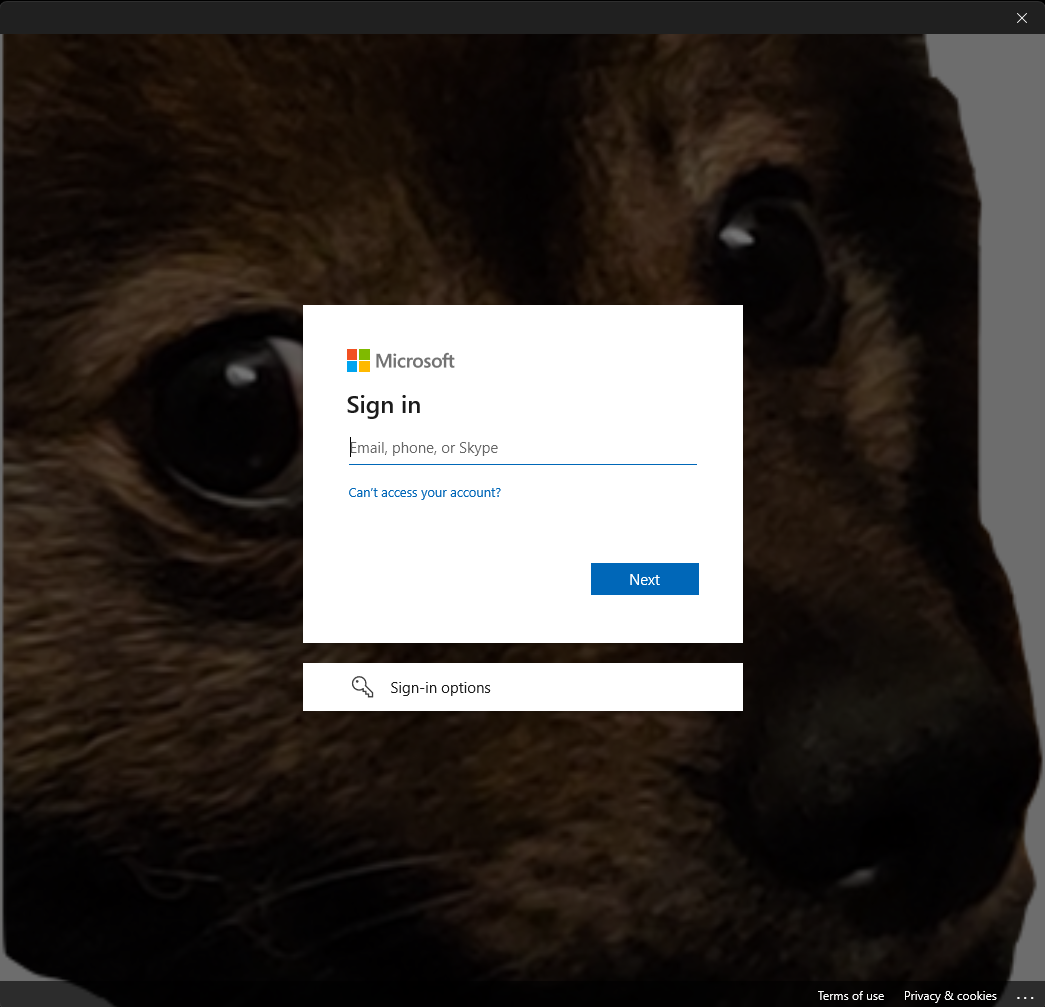 Microsoft
Sign in
Email, phone, or Skype
Can't access your account?
Next
Sign-in options
Terms of use Privacy & cookies ...